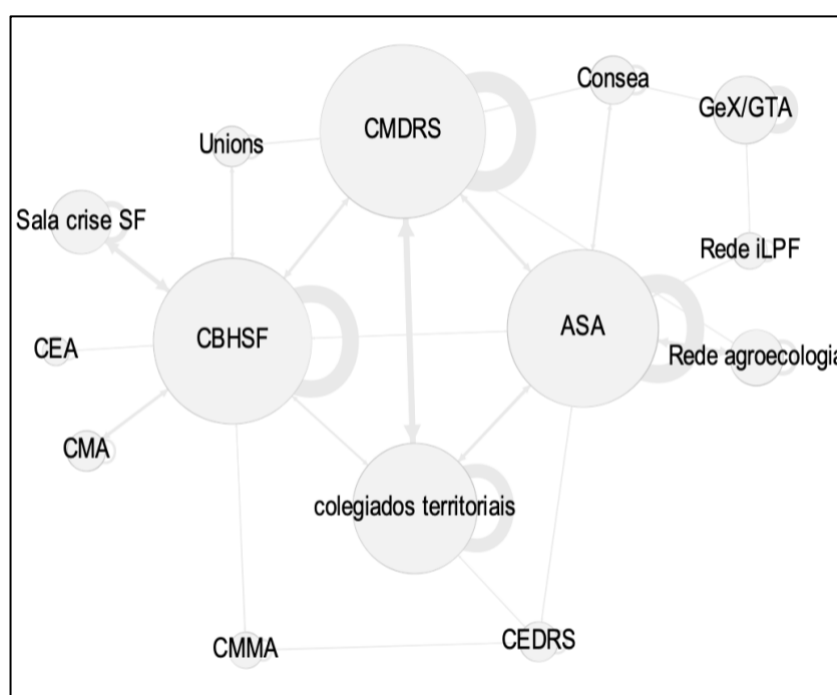 Consea
GeX/GTA
CMDRS
Unions
Sala crise SF
Rede iLPF
CBHSF
ASA
CEA
Rede agroecologia
CMA
colegiados territoriais
CMMA
CEDRS